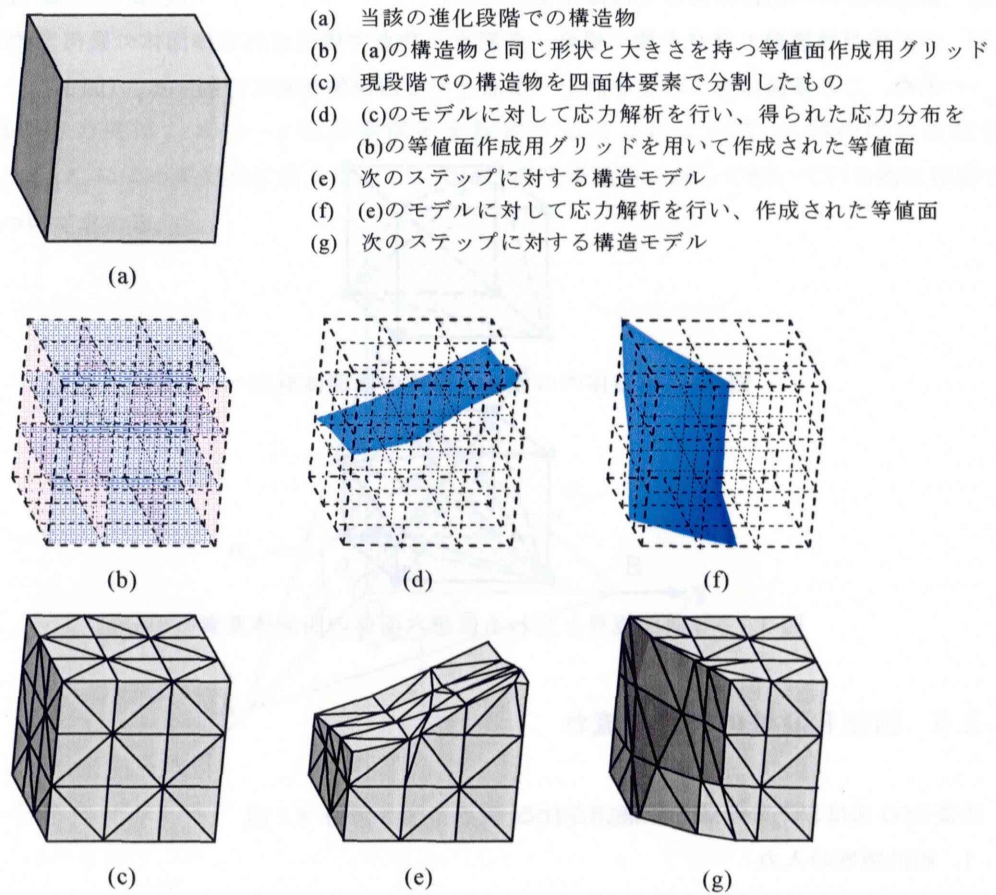 (a) 当該の進化段階での構造物
(b) (a)の構造物と同じ形状と大きさを持つ等値面作成用グリッド
(c) 現段階での構造物を四面体要素で分割したもの
(d) (c)のモデルに対して応力解析を行い、得られた応力分布を
(b)の等値面作成用グリッドを用いて作成された等値面
(e) 次のステップに対する構造モデル
(f) (e)のモデルに対して応力解析を行い、作成された等値面
(g) 次のステップに対する構造モデル
(a)
(b)
(d)
(f)
(c)
(e)
(g)